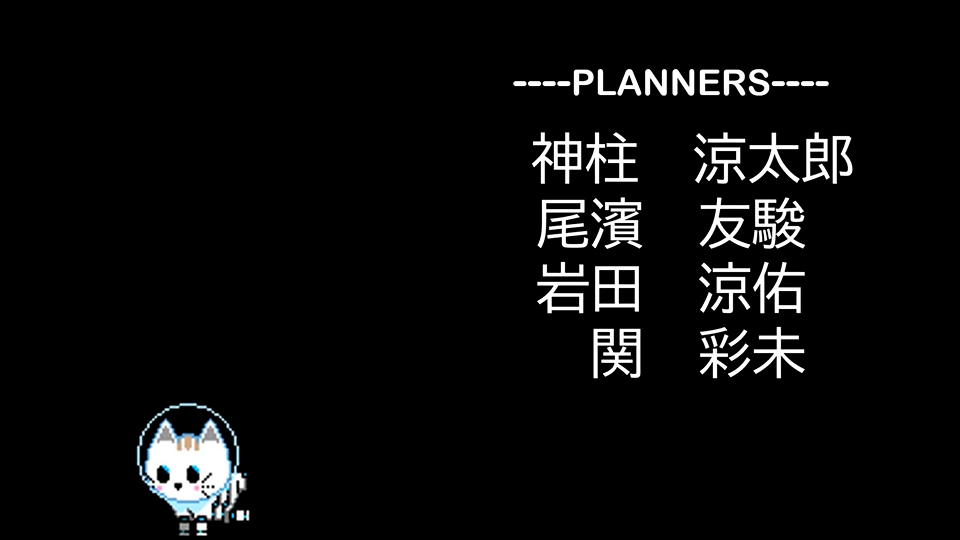 ----PLANNERS----
神柱　涼太郎
尾濱　友駿
岩田　涼佑
関　彩未